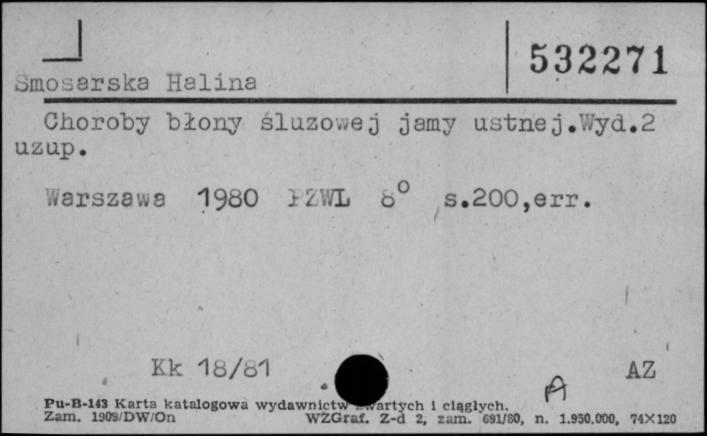 532271
Smosarska Halina
Choroby błony śluzowej jamy ustnej.Wyd.2
uzup.
Warszawa 1980 PZWL 8° s.200,err.
Kk 18/81
A
AZ
Pu-B-143 Karta katalogowa wydawnictw zwartych i ciągłych.
Zam. 1909/DW/On WZGraf. Z-d 2, zam. 691/80, n. 1.950.000, 74X120